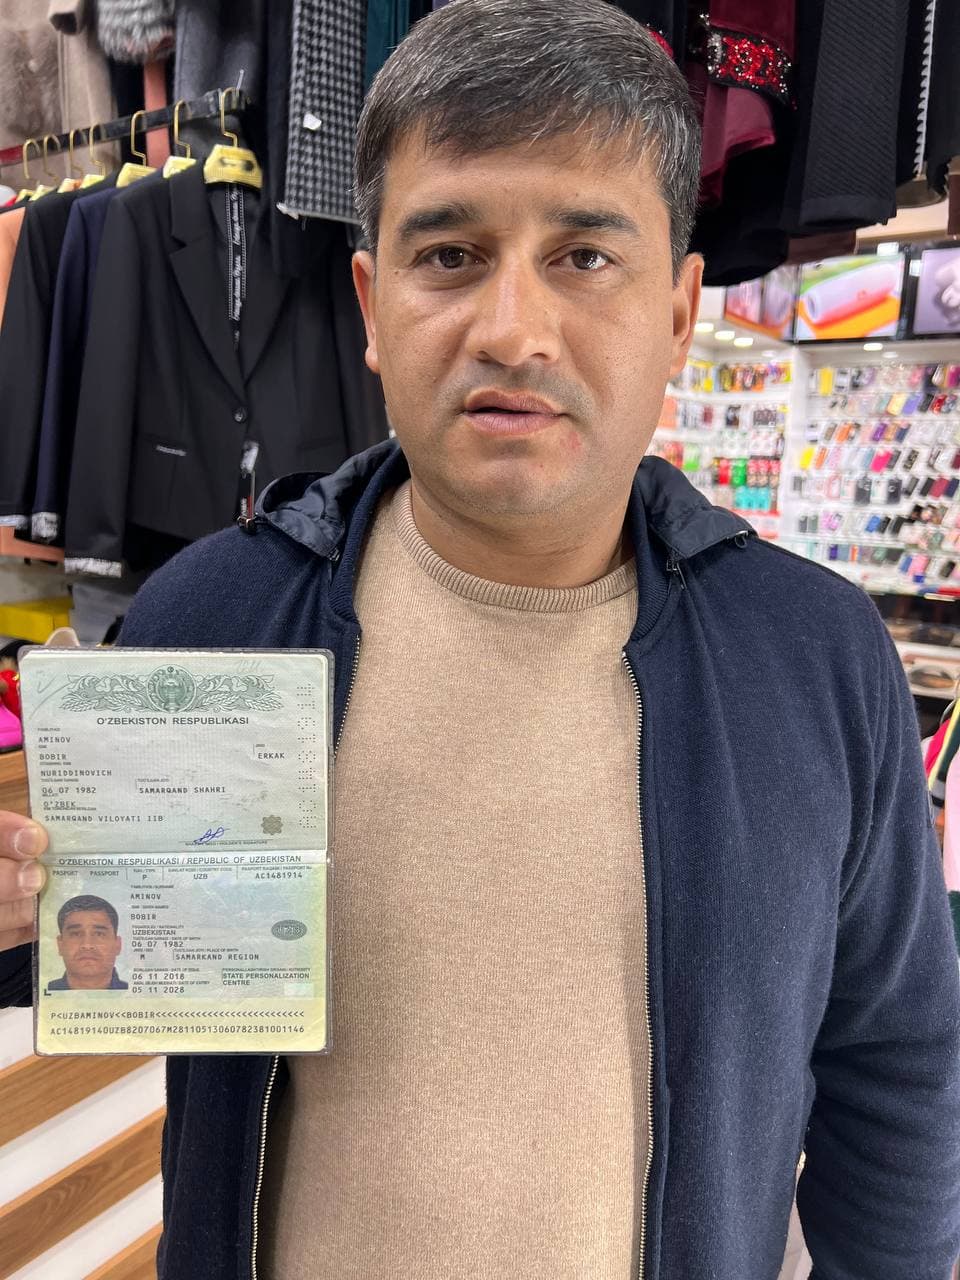 O'ZBEKISTON RESPUBLIKASI
AMINOV
BOBIR
ERKAK
NURIDDINOVICH
06 07 1982
SAMARQAND SHAHRI
O'ZBEK
SAMARQAND VILOYATI IIB
O'ZBEKISTON RESPUBLIKASI / REPUBLIC OF UZBEKISTAN
PASPORT PASSPORT
P UZB AC1481914
AMINOV
BOBIR
UZBEKISTAN
06 07 1982
M SAMARKAND REGION
06 11 2018
STATE PERSONALIZATION
CENTRE
05 11 2028
P<UZBAMINOV<<BOBIR<<<<<<<<<<<<<<<<<<<<<<<<<<
AC14819140UZB8207067M28110513060782381001146